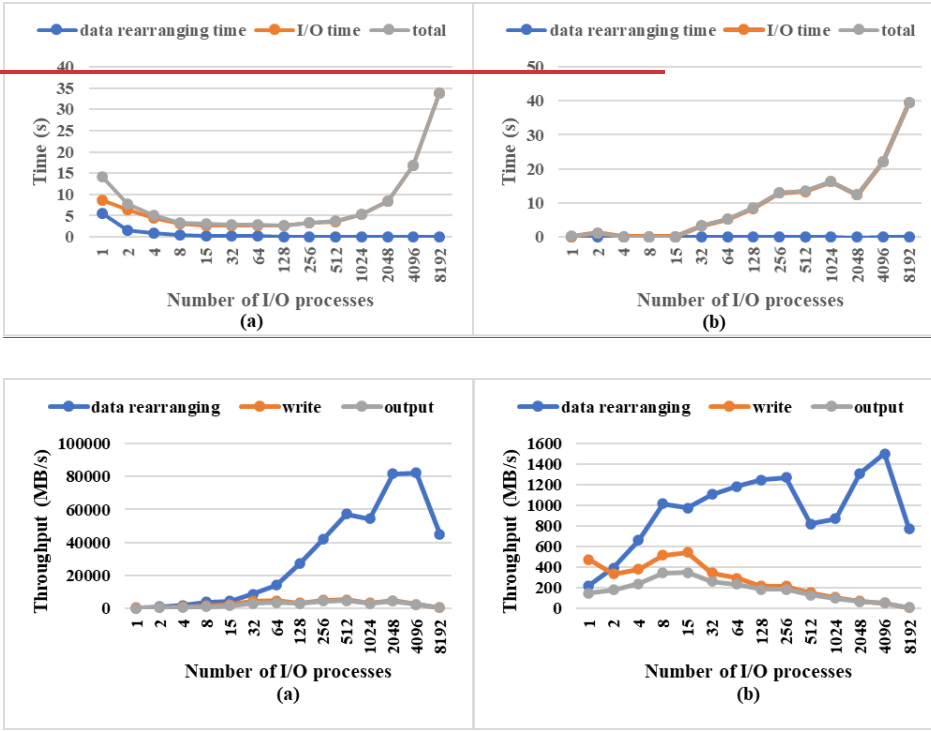 data rearranging time I/O time total
40
35
30
25
20
15
10
5
0
Time (s)
1 2 4 8 15 32 64 128 256 512 1024 2048 4096 8192
Number of I/O processes
(a)
data rearranging time I/O time total
50
40
30
20
10
0
Time (s)
1 2 4 8 15 32 64 128 256 512 1024 2048 4096 8192
Number of I/O processes
(b)
data rearranging write output
100000
80000
60000
40000
20000
0
Throughput (MB/s)
1 2 4 8 15 32 64 128 256 512 1024 2048 4096 8192
Number of I/O processes
(a)
data rearranging write output
1600
1400
1200
1000
800
600
400
200
0
Throughput (MB/s)
1 2 4 8 15 32 64 128 256 512 1024 2048 4096 8192
Number of I/O processes
(b)